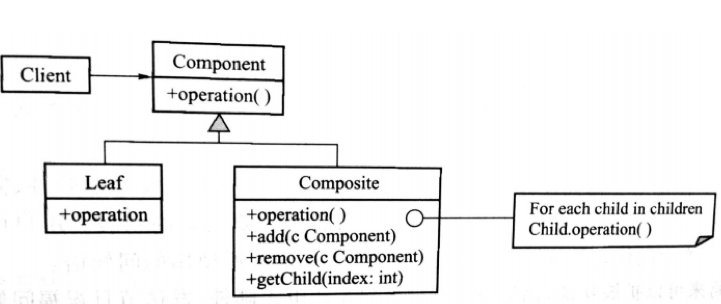 Client
Component
+operation( )
Leaf
+operation
Composite
+operation( )
+add(c Component)
+remove(c Component)
+getChild(index: int)
For each child in children
Child.operation( )